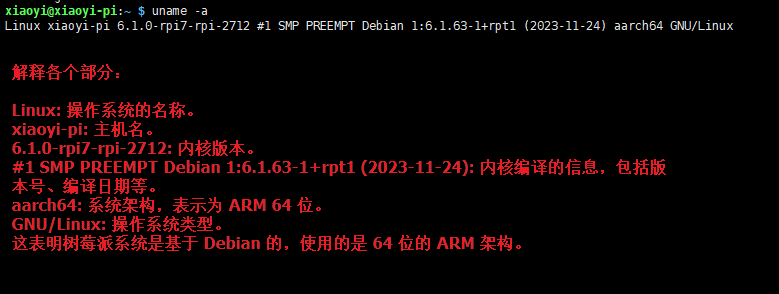 xiaoyi@xiaoyi-pi:~ $ uname -a
Linux xiaoyi-pi 6.1.0-rpi7-rpi-2712 #1 SMP PREEMPT Debian 1:6.1.63-1+rpt1 (2023-11-24) aarch64 GNU/Linux
解释各个部分：
Linux: 操作系统的名称。
xiaoyi-pi: 主机名。
6.1.0-rpi7-rpi-2712: 内核版本。
#1 SMP PREEMPT Debian 1:6.1.63-1+rpt1 (2023-11-24): 内核编译的信息，包括版
本号、编译日期等。
aarch64: 系统架构，表示为 ARM 64 位。
GNU/Linux: 操作系统类型。
这表明树莓派系统是基于 Debian 的，使用的是 64 位的 ARM 架构。